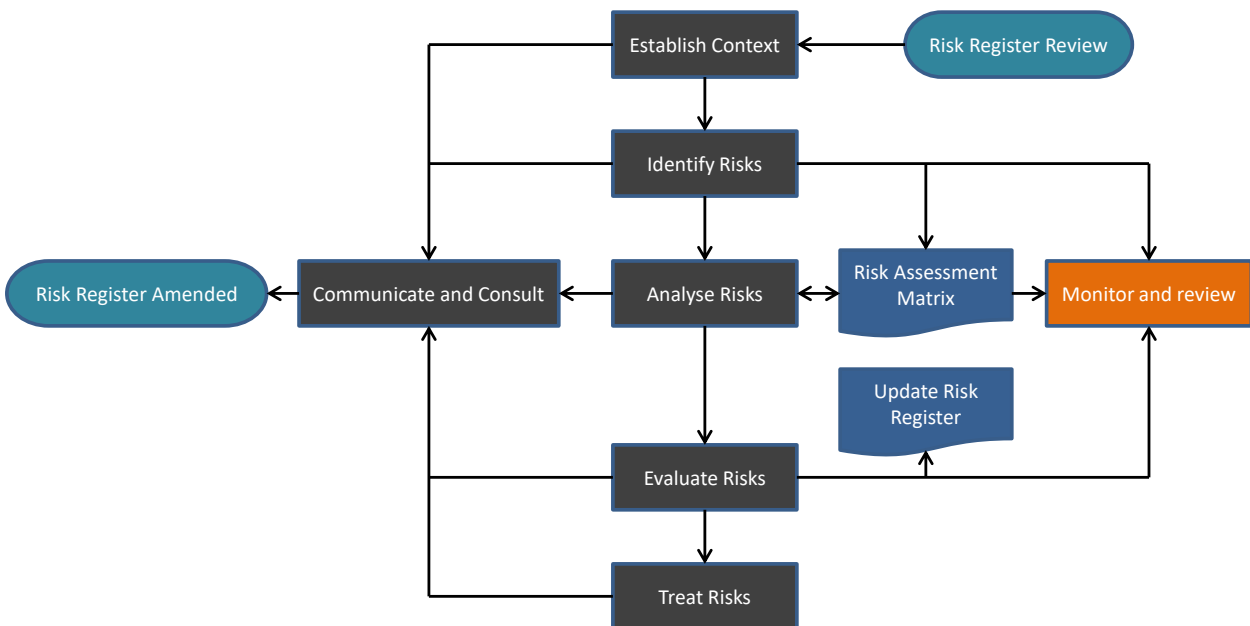 Establish Context
Risk Register Review
Identify Risks
Risk Register Amended
Communicate and Consult
Analyse Risks
Risk Assessment
Matrix
Monitor and review
Update Risk
Register
Evaluate Risks
Treat Risks